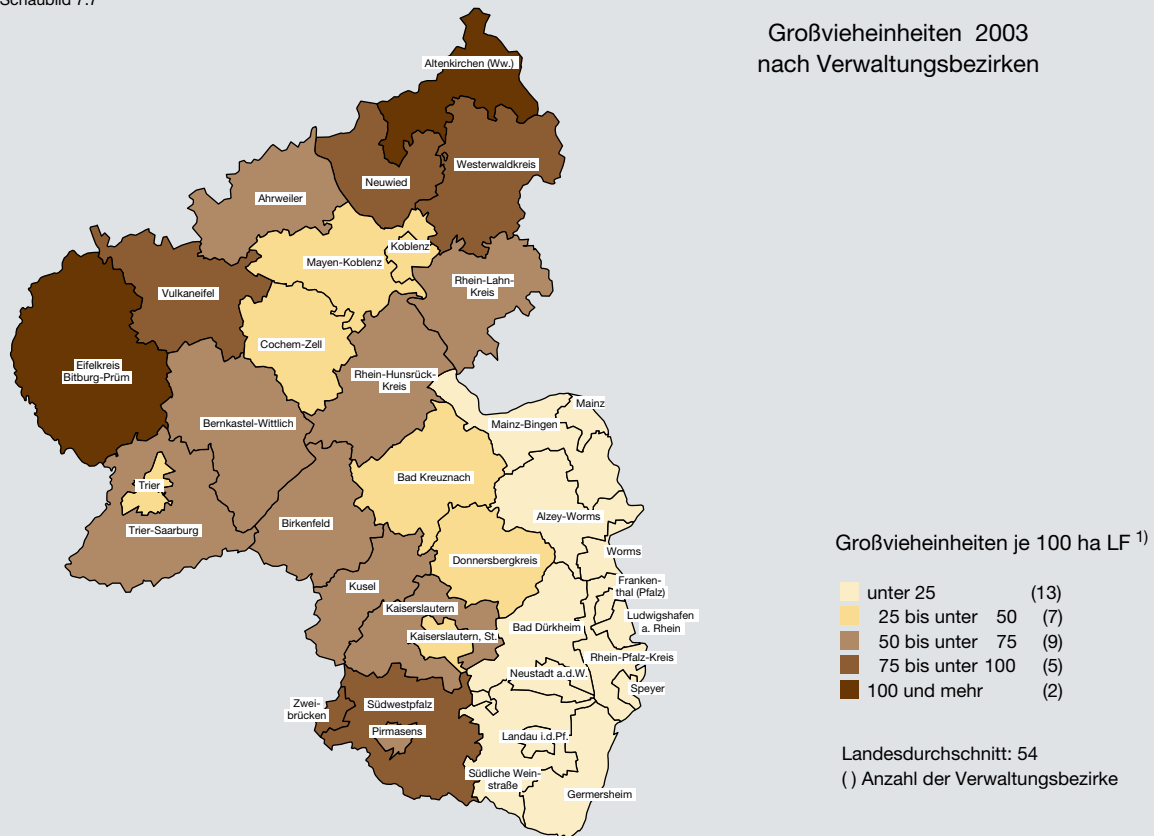 Schaubild 7.7
Großvieheinheiten 2003
nach Verwaltungsbezirken
Altenkirchen (Ww.)
Westerwaldkreis
Neuwied
Ahrweiler
Koblenz
Mayen-Koblenz
Rhein-Lahn-
Kreis
Vulkaneifel
Cochem-Zell
Eifelkreis
Bitburg-Prüm
Rhein-Hunsrück-
Kreis
Mainz
Bernkastel-Wittlich
Mainz-Bingen
Bad Kreuznach
Trier
Alzey-Worms
Birkenfeld
Trier-Saarburg
Worms
Donnersbergkreis
Kusel
Franken-
thal (Pfalz)
Kaiserslautern
Ludwigshafen
a. Rhein
Bad Dürkheim
Kaiserslautern, St.
Rhein-Pfalz-Kreis
Neustadt a.d.W.
Speyer
Zwei-
brücken
Südwestpfalz
Pirmasens
Landau i.d.Pf.
Südliche Wein-
straße
Germersheim
Großvieheinheiten je 100 ha LF 1)
unter 25 (13)
25 bis unter 50 (7)
50 bis unter 75 (9)
75 bis unter 100 (5)
100 und mehr (2)
Landesdurchschnitt: 54
( ) Anzahl der Verwaltungsbezirke